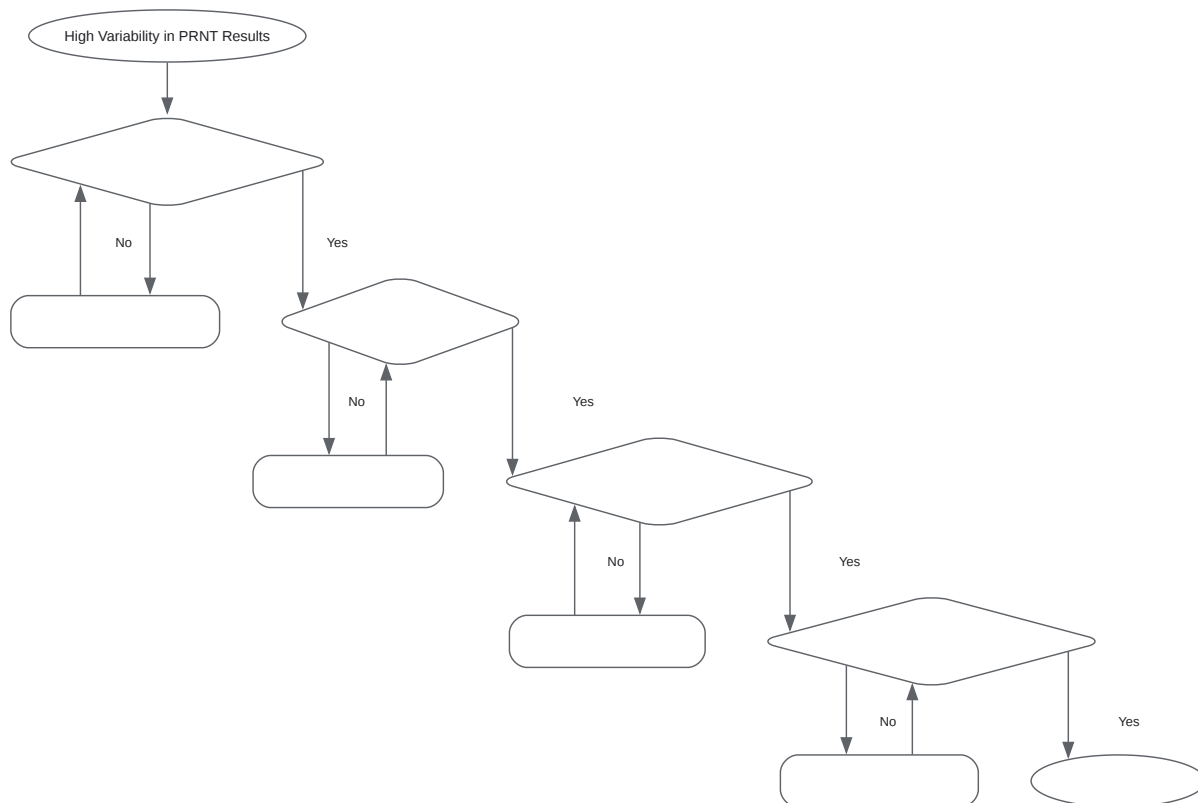 High Variability in PRNT Results
No
Yes
No
Yes
No
Yes
No
Yes